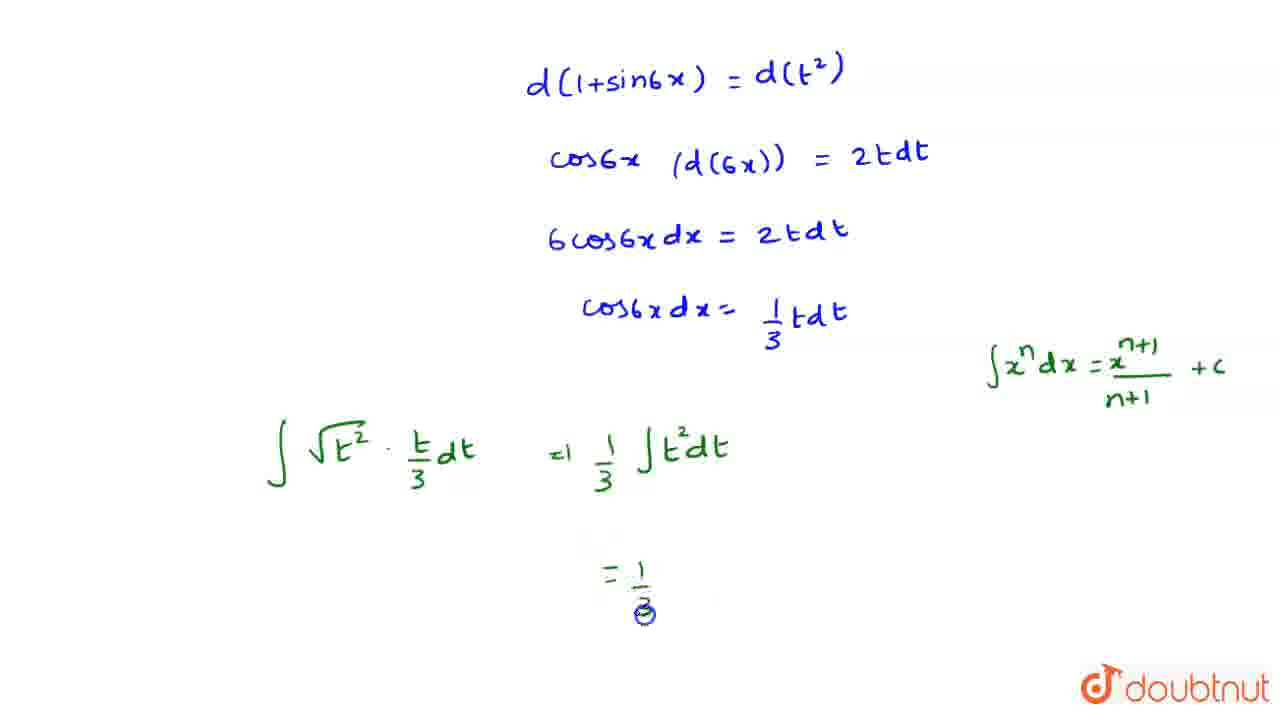 d(1+sin6x) = d(t²)
cos6x (d(6x)) = 2tdt
6cos6xdx = 2tdt
cos6xdx = 1/3 tdt
∫xⁿdx = xⁿ⁺¹/n+1 + c
∫√t² · t/3 dt =1 1/3 ∫t²dt
= 1/3
doubtnut